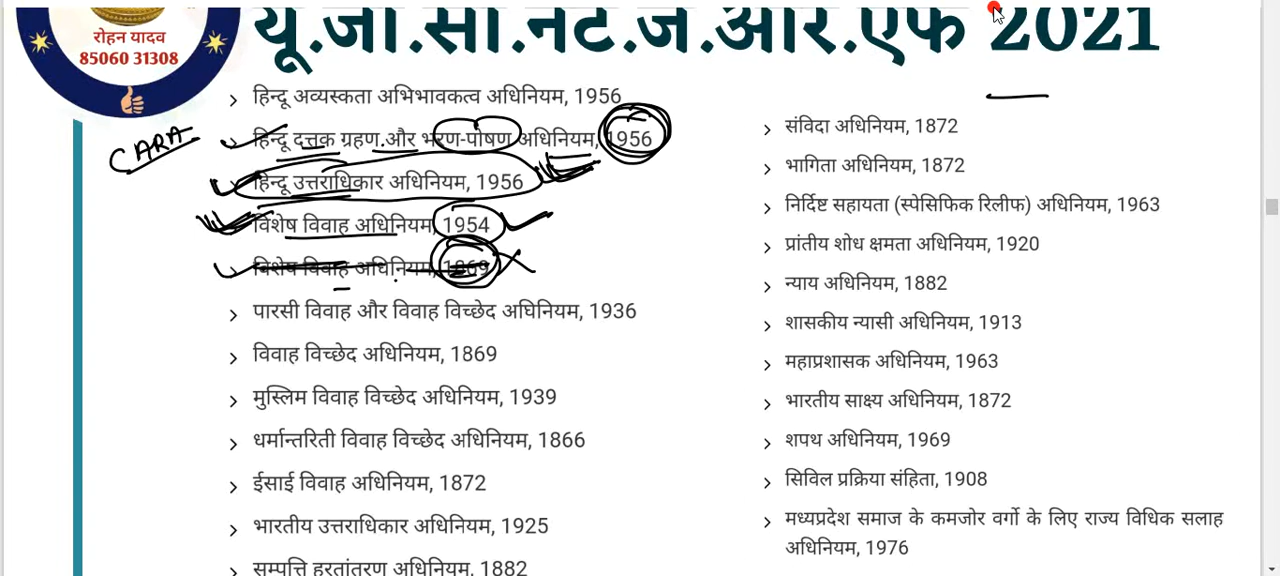 रोहन यादव
85060 31308
यू.जी.सी.नेट.जे.आर.एफ 2021
हिन्दू अव्यस्कता अभिभावकत्व अधिनियम, 1956
CARA
हिन्दू दत्तक ग्रहण और भरण-पोषण अधिनियम, 1956
हिन्दू उत्तराधिकार अधिनियम, 1956
विशेष विवाह अधिनियम, 1954
विशेष विवाह अधिनियम, 1869
पारसी विवाह और विवाह विच्छेद अधिनियम, 1936
विवाह विच्छेद अधिनियम, 1869
मुस्लिम विवाह विच्छेद अधिनियम, 1939
धर्मान्तरिती विवाह विच्छेद अधिनियम, 1866
ईसाई विवाह अधिनियम, 1872
भारतीय उत्तराधिकार अधिनियम, 1925
सम्पत्ति हस्तांतरण अधिनियम, 1882
संविदा अधिनियम, 1872
भागिता अधिनियम, 1872
निर्दिष्ट सहायता (स्पेसिफिक रिलीफ) अधिनियम, 1963
प्रांतीय शोध क्षमता अधिनियम, 1920
न्याय अधिनियम, 1882
शासकीय न्यासी अधिनियम, 1913
महाप्रशासक अधिनियम, 1963
भारतीय साक्ष्य अधिनियम, 1872
शपथ अधिनियम, 1969
सिविल प्रक्रिया संहिता, 1908
मध्यप्रदेश समाज के कमजोर वर्गो के लिए राज्य विधिक सलाह
अधिनियम, 1976